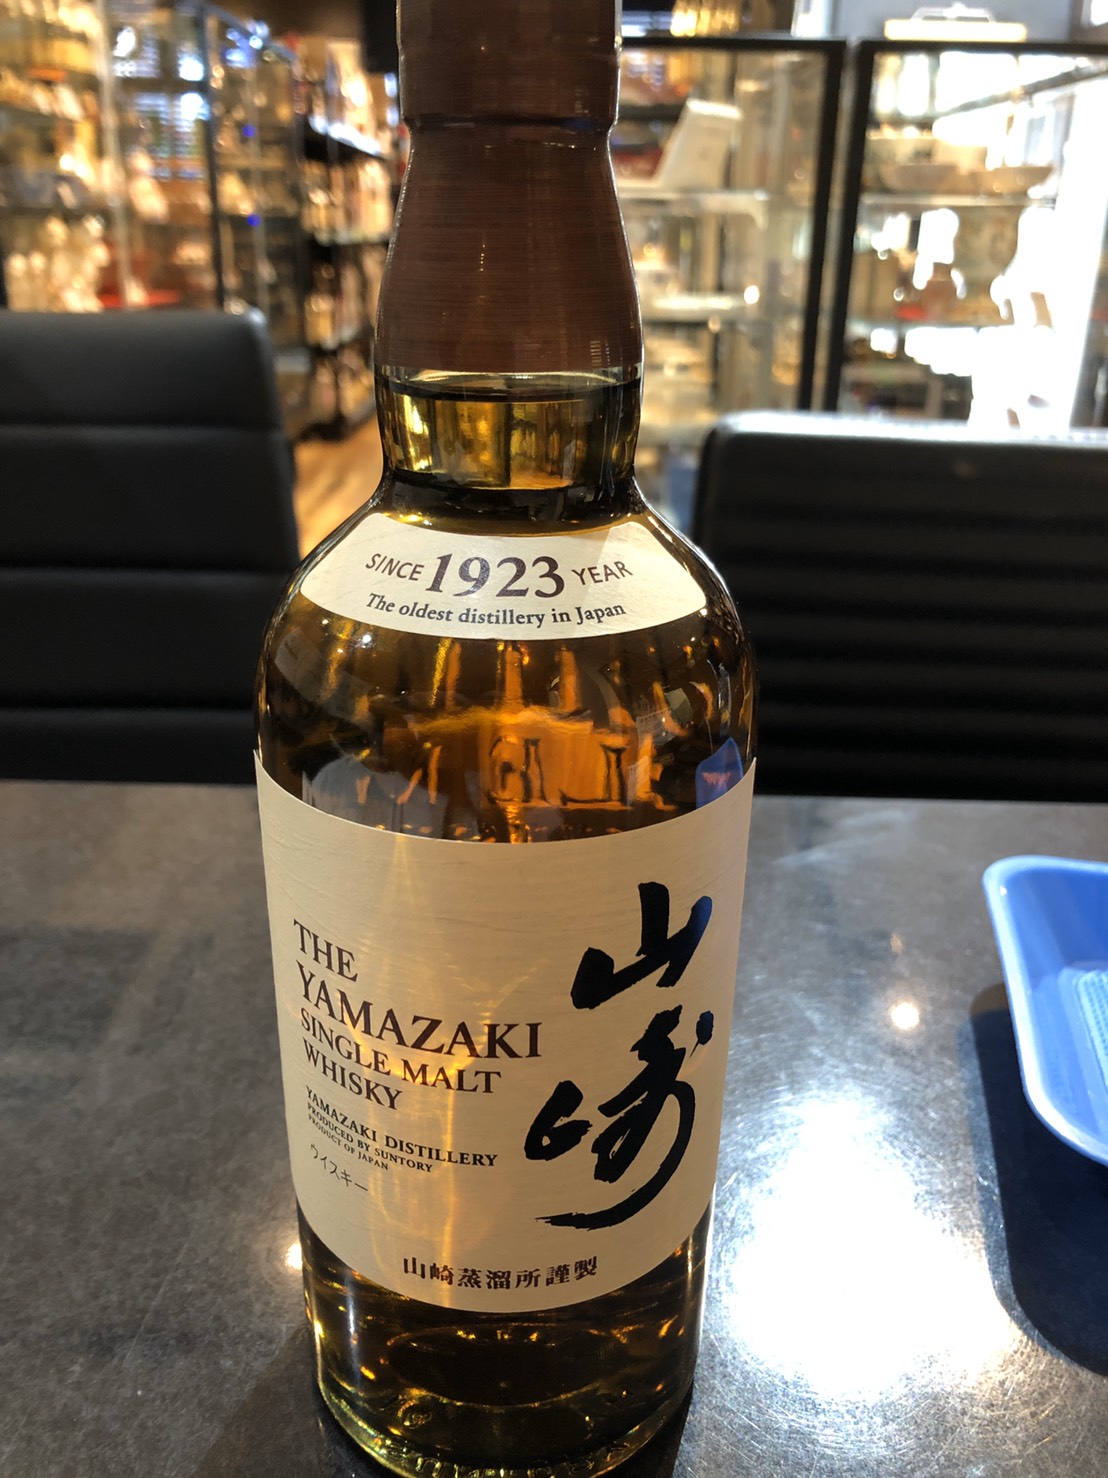 SINCE 1923 YEAR
The oldest distillery in Japan
THE
YAMAZAKI
SINGLE MALT
WHISKY
YAMAZAKI DISTILLERY
PRODUCED BY SUNTORY
PRODUCT OF JAPAN
ウイスキー
山崎
山崎蒸溜所謹製